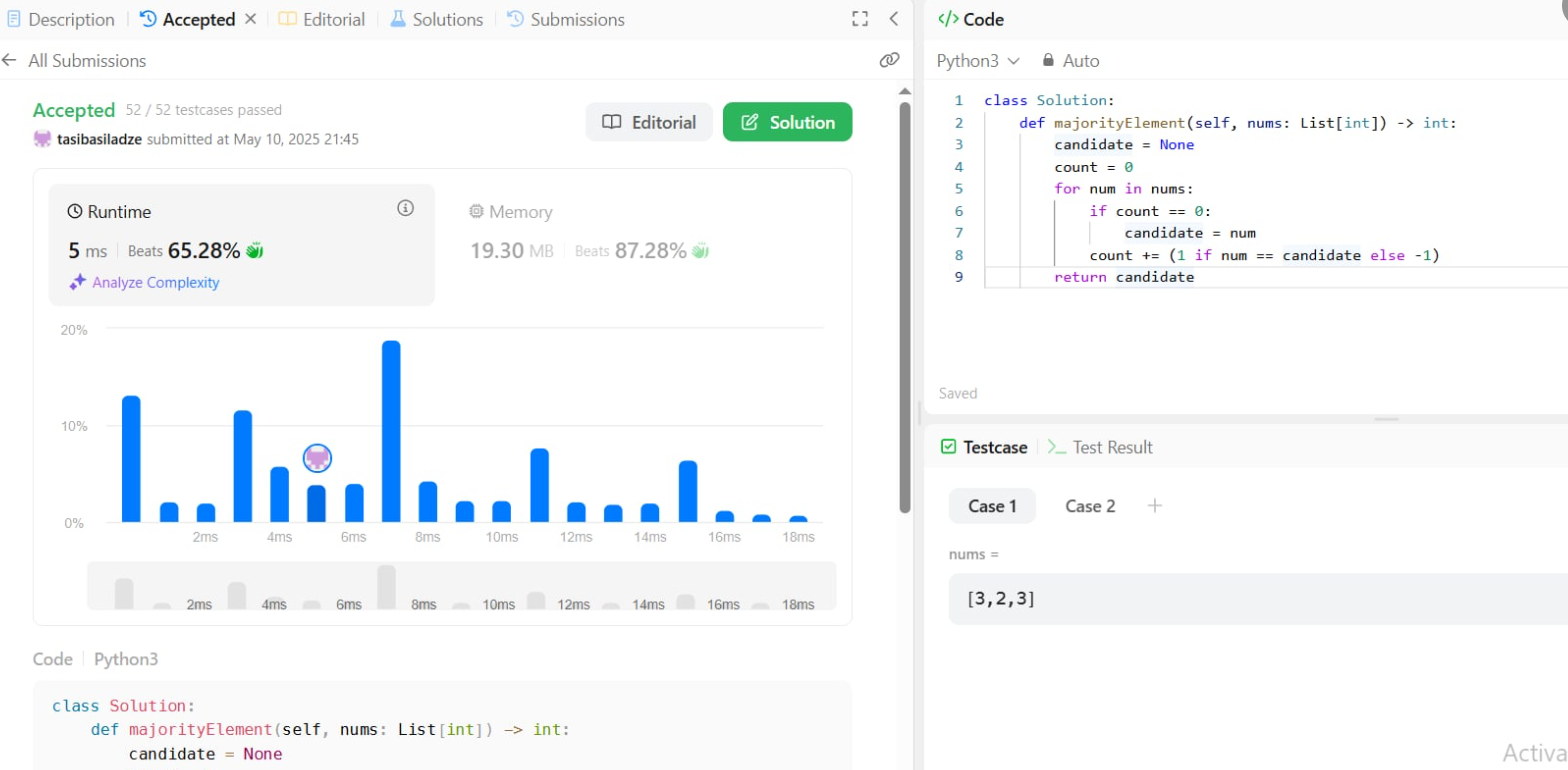 Description
Accepted
Editorial
Solutions
Submissions
All Submissions
Accepted 52 / 52 testcases passed
tasibasiladze submitted at May 10, 2025 21:45
Editorial
Solution
Runtime
5 ms Beats 65.28%
Analyze Complexity
Memory
19.30 MB Beats 87.28%
20%
10%
0%
2ms 4ms 6ms 8ms 10ms 12ms 14ms 16ms 18ms
2ms 4ms 6ms 8ms 10ms 12ms 14ms 16ms 18ms
Code Python3
class Solution:
    def majorityElement(self, nums: List[int]) -> int:
        candidate = None
</> Code
Python3 Auto
1 class Solution:
2     def majorityElement(self, nums: List[int]) -> int:
3         candidate = None
4         count = 0
5         for num in nums:
6             if count == 0:
7                 candidate = num
8             count += (1 if num == candidate else -1)
9         return candidate
Saved
Testcase
>_ Test Result
Case 1 Case 2 +
nums =
[3,2,3]
Activa